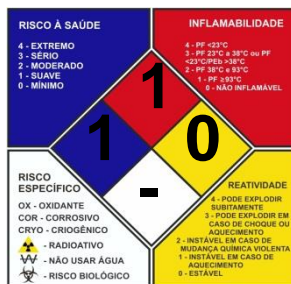 RISCO À SAÚDE
4 - EXTREMO
3 - SÉRIO
2 - MODERADO
1 - SUAVE
0 - MÍNIMO
INFLAMABILIDADE
4 - PF <23°C
3 - PF 23°C a 38°C ou PF
<23°C/PEb >38°C
2 - PF 38°C e 93°C
1 - PF ≥93°C
0 - NÃO INFLAMÁVEL
1
1
0
-
RISCO
ESPECÍFICO
OX - OXIDANTE
COR - CORROSIVO
CRYO - CRIOGÊNICO
- RADIOATIVO
W - NÃO USAR ÁGUA
- RISCO BIOLÓGICO
REATIVIDADE
4 - PODE EXPLODIR
SUBITAMENTE
3 - PODE EXPLODIR EM
CASO DE CHOQUE OU
AQUECIMENTO
2 - INSTÁVEL EM CASO DE
MUDANÇA QUÍMICA VIOLENTA
1 - INSTÁVEL EM CASO DE
AQUECIMENTO
0 - ESTÁVEL